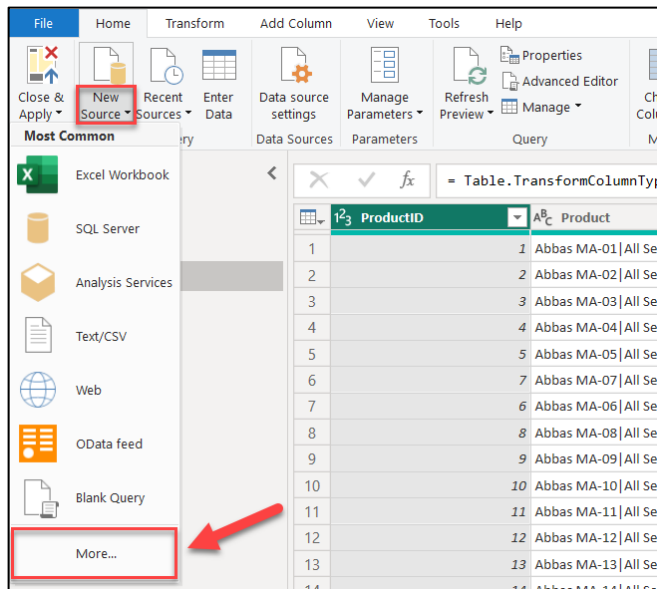 File Home Transform Add Column View Tools Help
Properties
Advanced Editor
Manage
Close & Apply
New Source
Recent Sources
Enter Data
Data source settings
Manage Parameters
Refresh Preview
Data Sources Parameters Query
Most Common
Excel Workbook
SQL Server
Analysis Services
Text/CSV
Web
OData feed
Blank Query
More...
fx = Table.TransformColumnTyp
1²3 ProductID ABC Product
1 1 Abbas MA-01|All Se
2 2 Abbas MA-02|All Se
3 3 Abbas MA-03|All Se
4 4 Abbas MA-04|All Se
5 5 Abbas MA-05|All Se
6 7 Abbas MA-07|All Se
7 6 Abbas MA-06|All Se
8 8 Abbas MA-08|All Se
9 9 Abbas MA-09|All Se
10 10 Abbas MA-10|All Se
11 11 Abbas MA-11|All Se
12 12 Abbas MA-12|All Se
13 13 Abbas MA-13|All Se